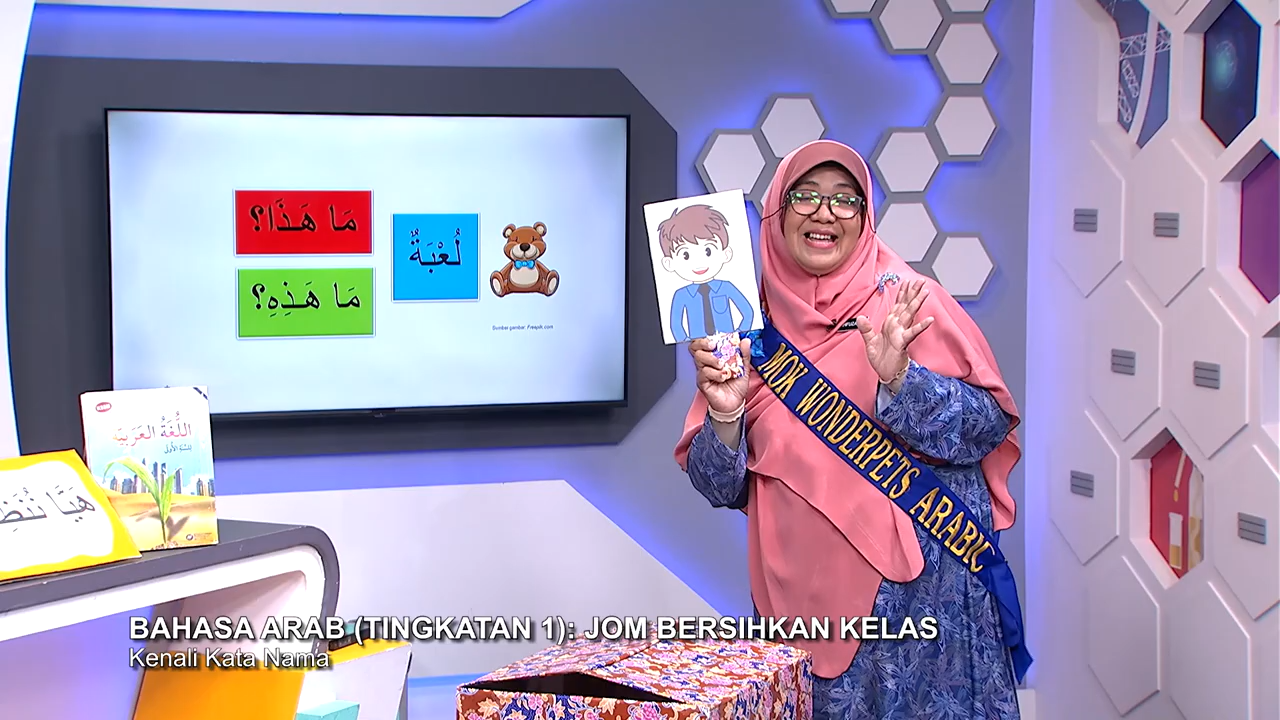 مَا هَذَا؟
مَا هَذِهِ؟
لُعْبَةٌ
Sumber gambar: Freepik.com
اللُّغَةُ العَرَبِيَّة
هَيَّا نُنَظِّ
MOK WONDERPETS ARABIC
BAHASA ARAB (TINGKATAN 1): JOM BERSIHKAN KELAS
Kenali Kata Nama